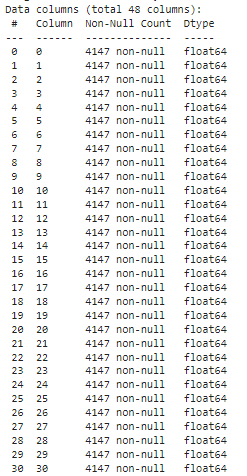 Data columns (total 48 columns):
 #   Column  Non-Null Count  Dtype
---  ------  --------------  -----
 0   0       4147 non-null   float64
 1   1       4147 non-null   float64
 2   2       4147 non-null   float64
 3   3       4147 non-null   float64
 4   4       4147 non-null   float64
 5   5       4147 non-null   float64
 6   6       4147 non-null   float64
 7   7       4147 non-null   float64
 8   8       4147 non-null   float64
 9   9       4147 non-null   float64
 10  10      4147 non-null   float64
 11  11      4147 non-null   float64
 12  12      4147 non-null   float64
 13  13      4147 non-null   float64
 14  14      4147 non-null   float64
 15  15      4147 non-null   float64
 16  16      4147 non-null   float64
 17  17      4147 non-null   float64
 18  18      4147 non-null   float64
 19  19      4147 non-null   float64
 20  20      4147 non-null   float64
 21  21      4147 non-null   float64
 22  22      4147 non-null   float64
 23  23      4147 non-null   float64
 24  24      4147 non-null   float64
 25  25      4147 non-null   float64
 26  26      4147 non-null   float64
 27  27      4147 non-null   float64
 28  28      4147 non-null   float64
 29  29      4147 non-null   float64
 30  30      4147 non-null   float64